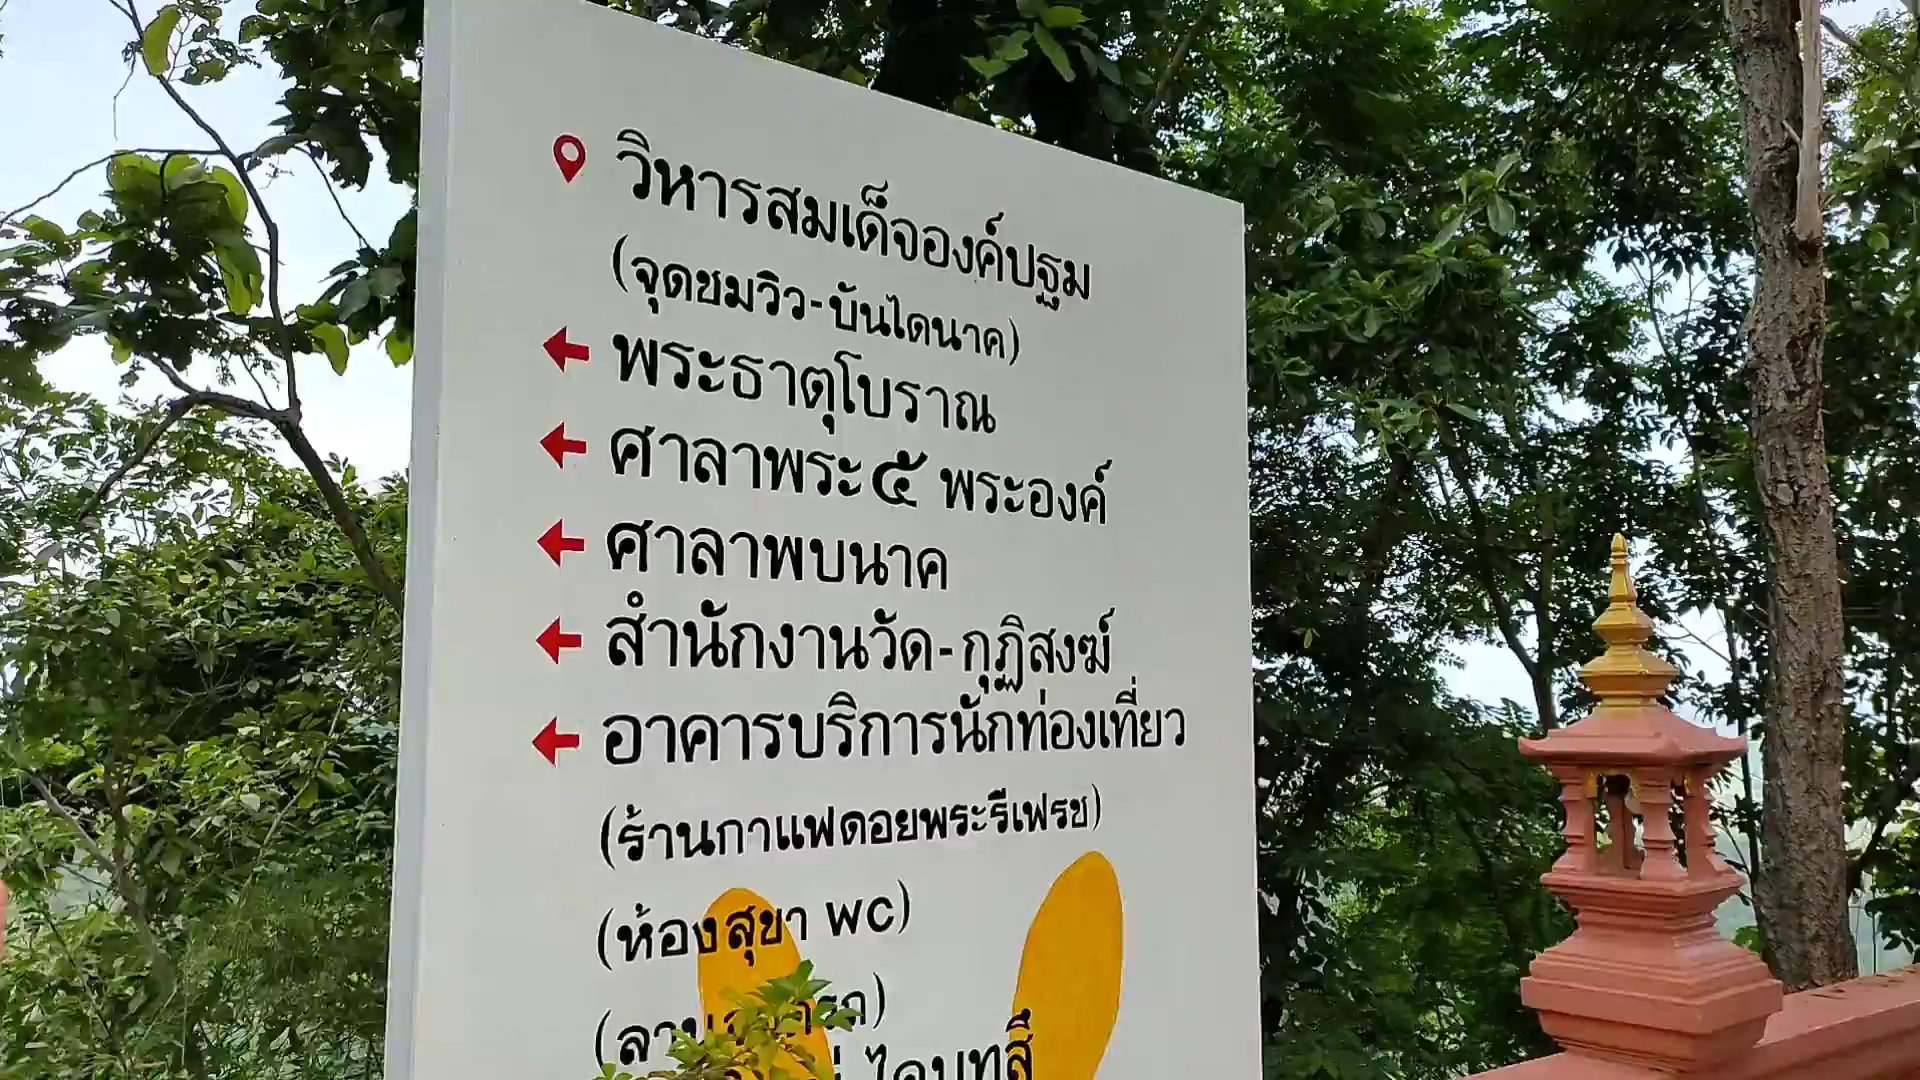 วิหารสมเด็จองค์ปฐม
(จุดชมวิว-บันไดนาค)
พระธาตุโบราณ
ศาลาพระ๕ พระองค์
ศาลาพบนาค
สำนักงานวัด-กุฏิสงฆ์
อาคารบริการนักท่องเที่ยว
(ร้านกาแฟดอยพระรีเฟรช)
(ห้องสุขา WC)